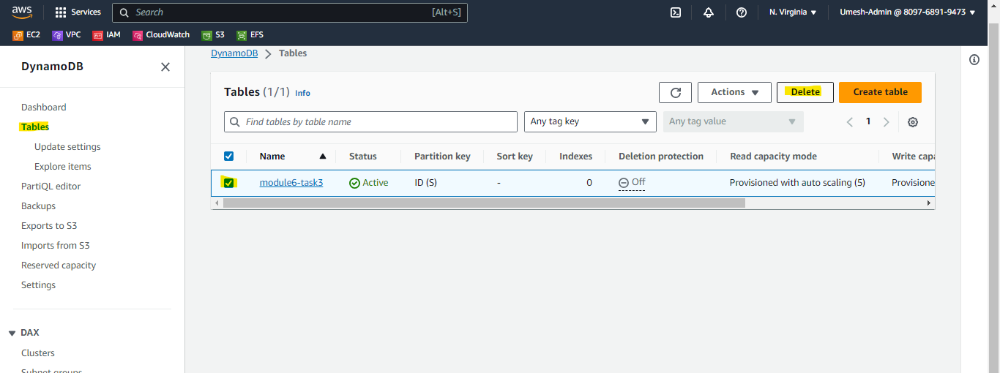 aws Services Search [Alt+S] N. Virginia Umesh-Admin @ 8097-6891-9473
EC2 VPC IAM CloudWatch S3 EFS
DynamoDB
Dashboard
Tables
Update settings
Explore items
PartiQL editor
Backups
Exports to S3
Imports from S3
Reserved capacity
Settings
DAX
Clusters
Subnet groups
DynamoDB Tables
Tables (1/1) Info Actions Delete Create table
Find tables by table name Any tag key Any tag value 1
Name Status Partition key Sort key Indexes Deletion protection Read capacity mode Write capa
module6-task3 Active ID (S) - 0 Off Provisioned with auto scaling (5) Provisione